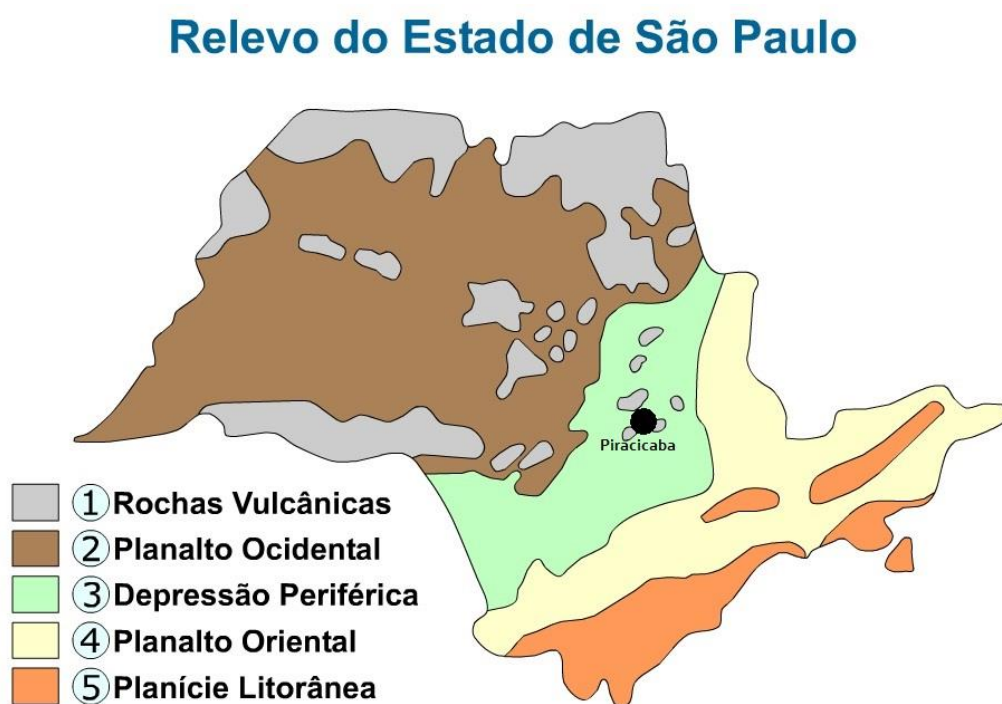 Relevo do Estado de São Paulo
Piracicaba
1 Rochas Vulcânicas
2 Planalto Ocidental
3 Depressão Periférica
4 Planalto Oriental
5 Planície Litorânea